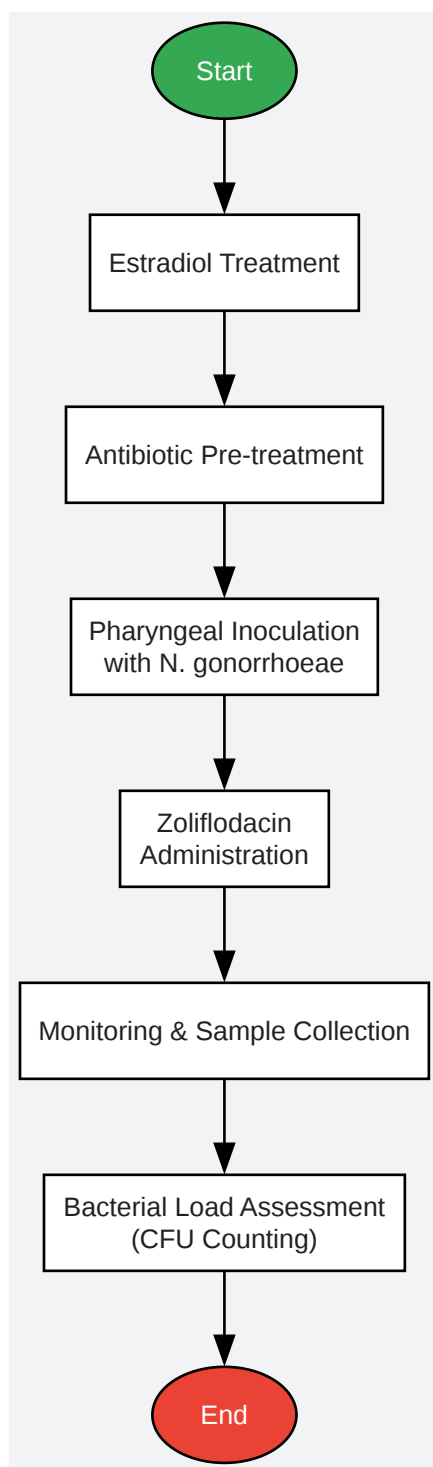 Start
Estradiol Treatment
Antibiotic Pre-treatment
Pharyngeal Inoculation
with N. gonorrhoeae
Zoliflodacin
Administration
Monitoring & Sample Collection
Bacterial Load Assessment
(CFU Counting)
End